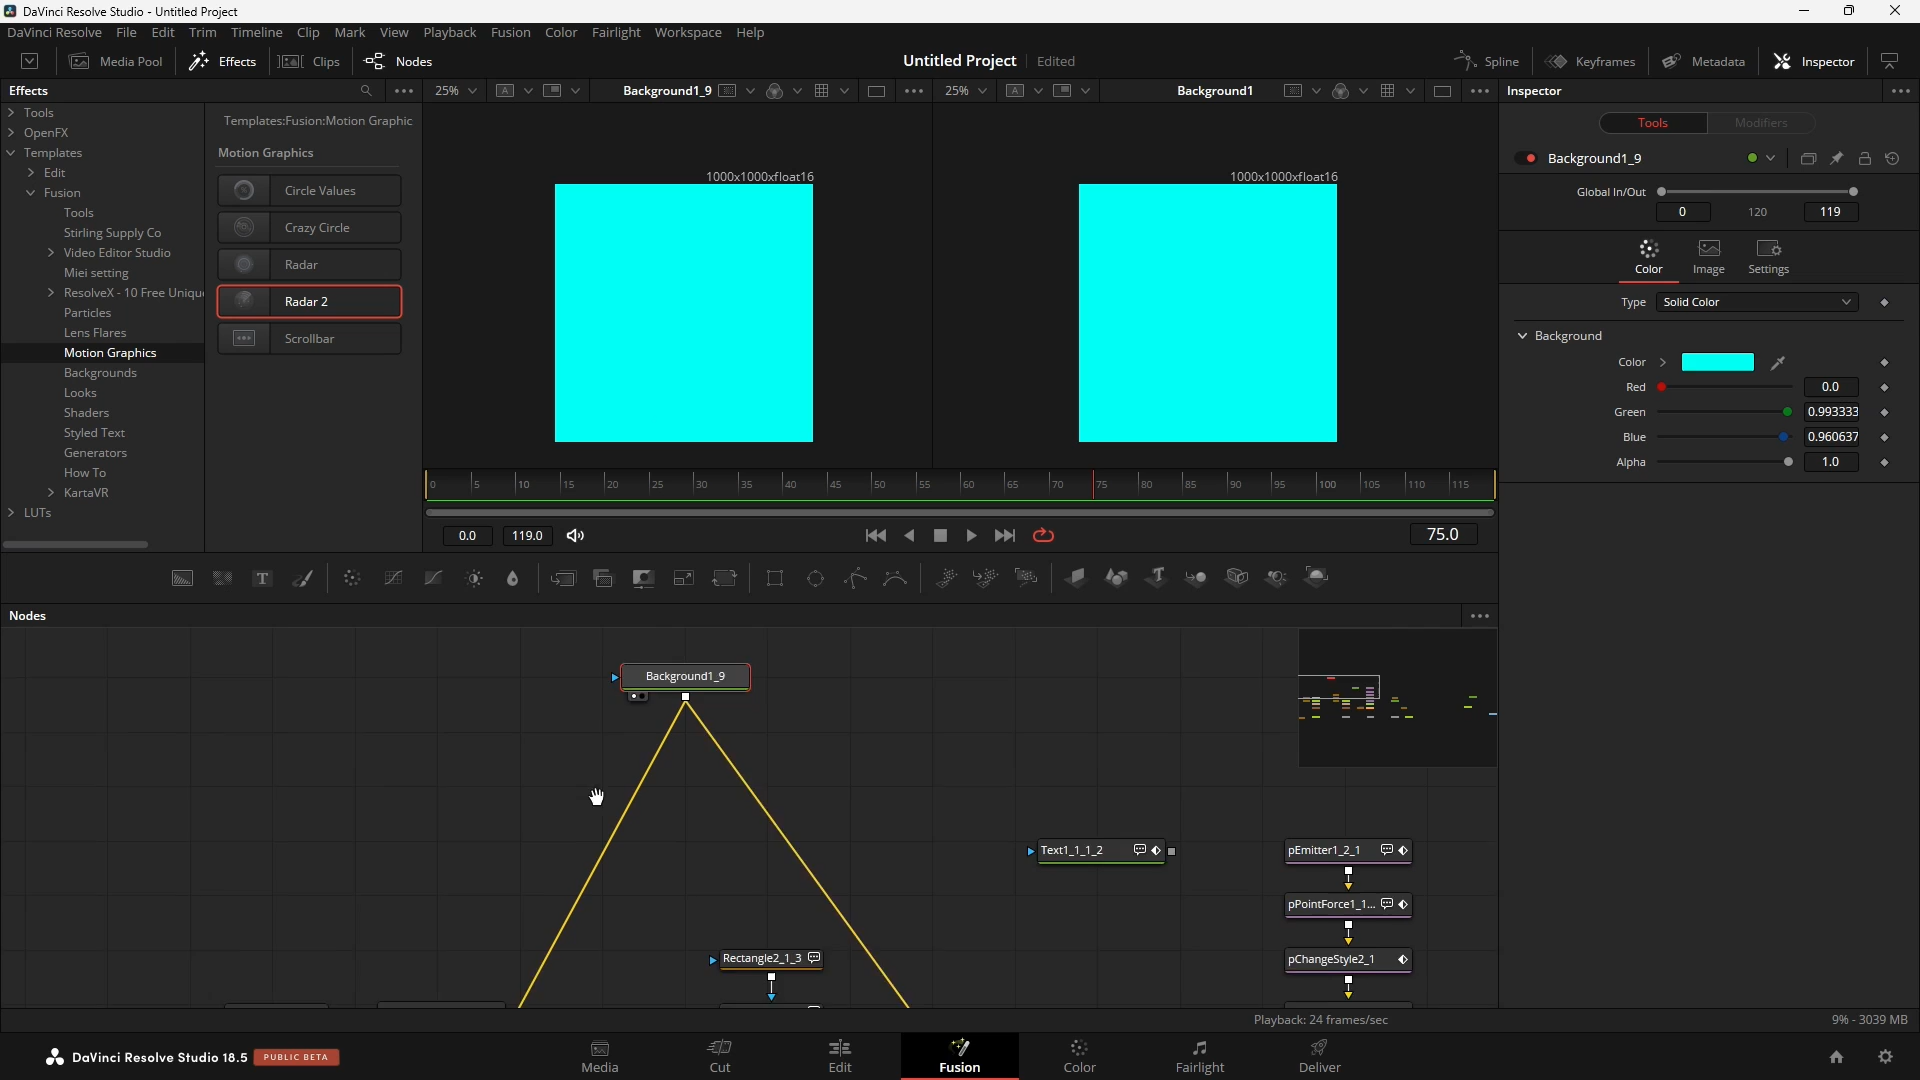 DaVinci Resolve Studio - Untitled Project
DaVinci Resolve File Edit Trim Timeline Clip Mark View Playback Fusion Color Fairlight Workspace Help
Media Pool Effects Clips Nodes Untitled Project Edited Spline Keyframes Metadata Inspector
Effects 25% Background1_9 25% Background1 Inspector
Tools
OpenFX
Templates
Edit
Fusion
Tools
Stirling Supply Co
Video Editor Studio
Miei setting
ResolveX - 10 Free Uniqu
Particles
Lens Flares
Motion Graphics
Backgrounds
Looks
Shaders
Styled Text
Generators
How To
KartaVR
LUTs
Templates:Fusion:Motion Graphic
Motion Graphics
Circle Values
Crazy Circle
Radar
Radar 2
Scrollbar
1000x1000xfloat16
1000x1000xfloat16
0 5 10 15 20 25 30 35 40 45 50 55 60 65 70 75 80 85 90 95 100 105 110 115
0.0 119.0 75.0
Tools Modifiers
Background1_9
Global In/Out
0 120 119
Color Image Settings
Type Solid Color
Background
Color
Red 0.0
Green 0.993333
Blue 0.960637
Alpha 1.0
Nodes
Background1_9
Text1_1_1_2
pEmitter1_2_1
pPointForce1_1...
Rectangle2_1_3
pChangeStyle2_1
Playback: 24 frames/sec 9% - 3039 MB
DaVinci Resolve Studio 18.5 PUBLIC BETA
Media Cut Edit Fusion Color Fairlight Deliver